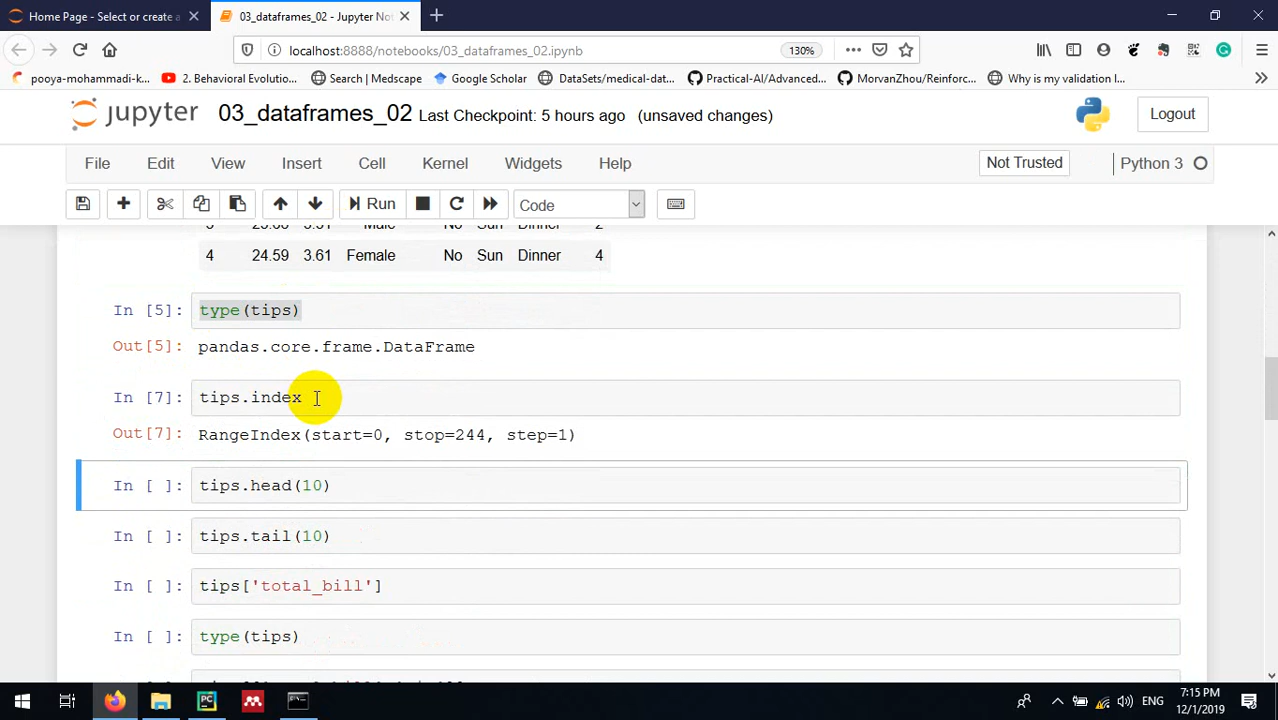 Home Page - Select or create a
03_dataframes_02 - Jupyter Not
localhost:8888/notebooks/03_dataframes_02.ipynb
130%
pooya-mohammadi-k...
2. Behavioral Evolutio...
Search | Medscape
Google Scholar
DataSets/medical-dat...
Practical-AI/Advanced...
MorvanZhou/Reinforc...
Why is my validation I...
jupyter
03_dataframes_02 Last Checkpoint: 5 hours ago (unsaved changes)
Logout
File Edit View Insert Cell Kernel Widgets Help
Not Trusted
Python 3
Run
Code
4 24.59 3.61 Female No Sun Dinner 4
In [5]: type(tips)
Out[5]: pandas.core.frame.DataFrame
In [7]: tips.index
Out[7]: RangeIndex(start=0, stop=244, step=1)
In [ ]: tips.head(10)
In [ ]: tips.tail(10)
In [ ]: tips['total_bill']
In [ ]: type(tips)
PC
ENG
7:15 PM
12/1/2019